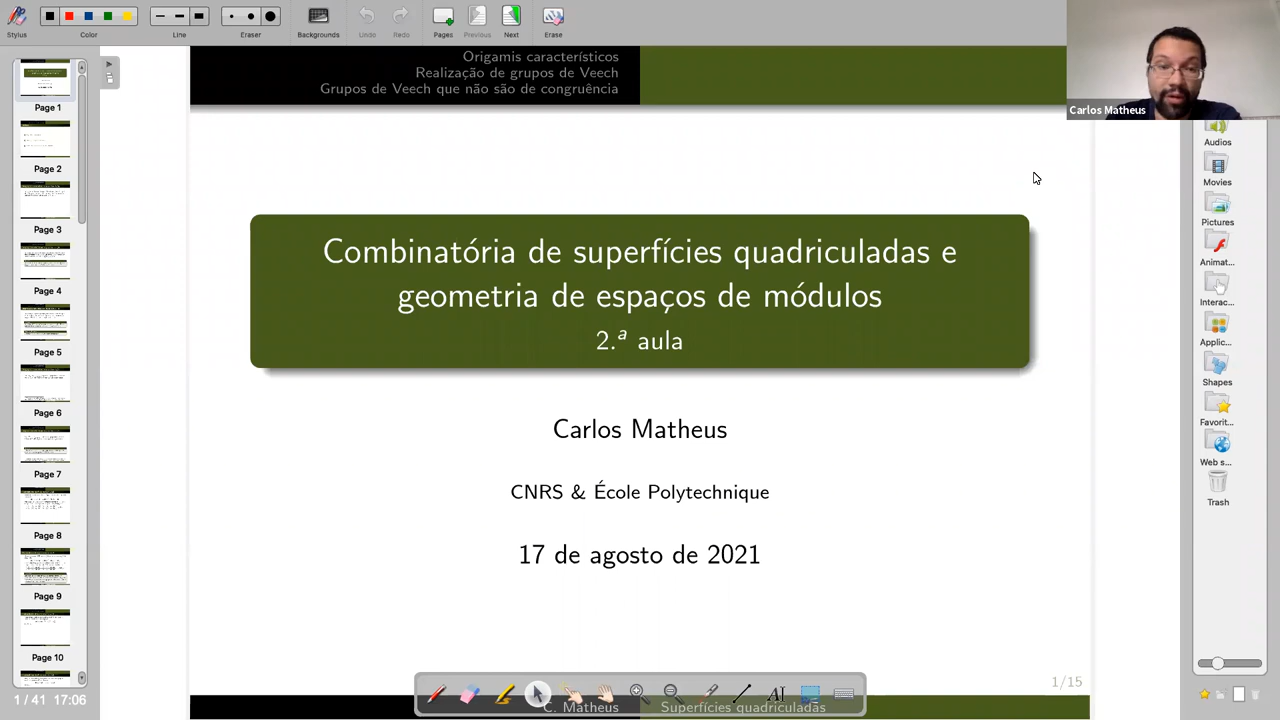 Stylus
Color
Line
Eraser
Backgrounds
Undo
Redo
Pages
Previous
Next
Erase
Origamis característicos
Realização de grupos de Veech
Grupos de Veech que não são de congruência
Carlos Matheus
Page 1
Page 2
Page 3
Page 4
Page 5
Page 6
Page 7
Page 8
Page 9
Page 10
1 / 41 17:06
Combinatória de superfícies quadriculadas e
geometria de espaços de módulos
2.ª aula
Carlos Matheus
CNRS & École Polytechnique
17 de agosto de 2021
1/15
C. Matheus
Superfícies quadriculadas
Audios
Movies
Pictures
Animat...
Interac...
Applic...
Shapes
Favorit...
Web s...
Trash